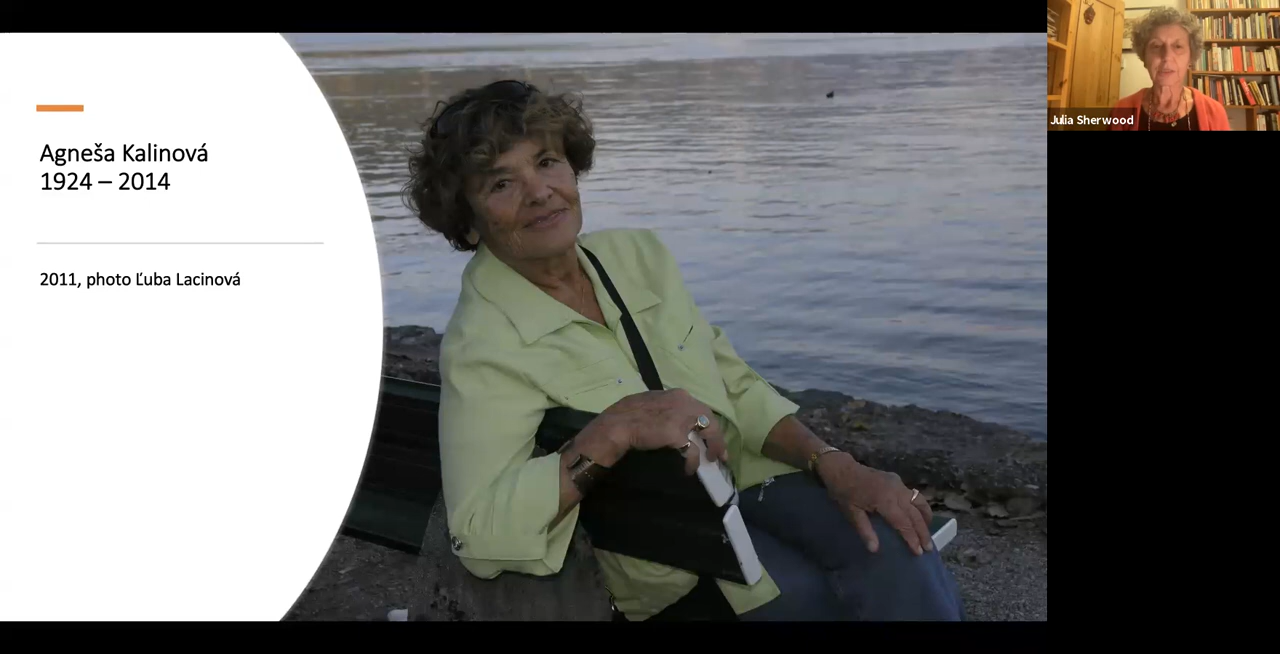 Agneša Kalinová
1924 – 2014
2011, photo Ľuba Lacinová
Julia Sherwood